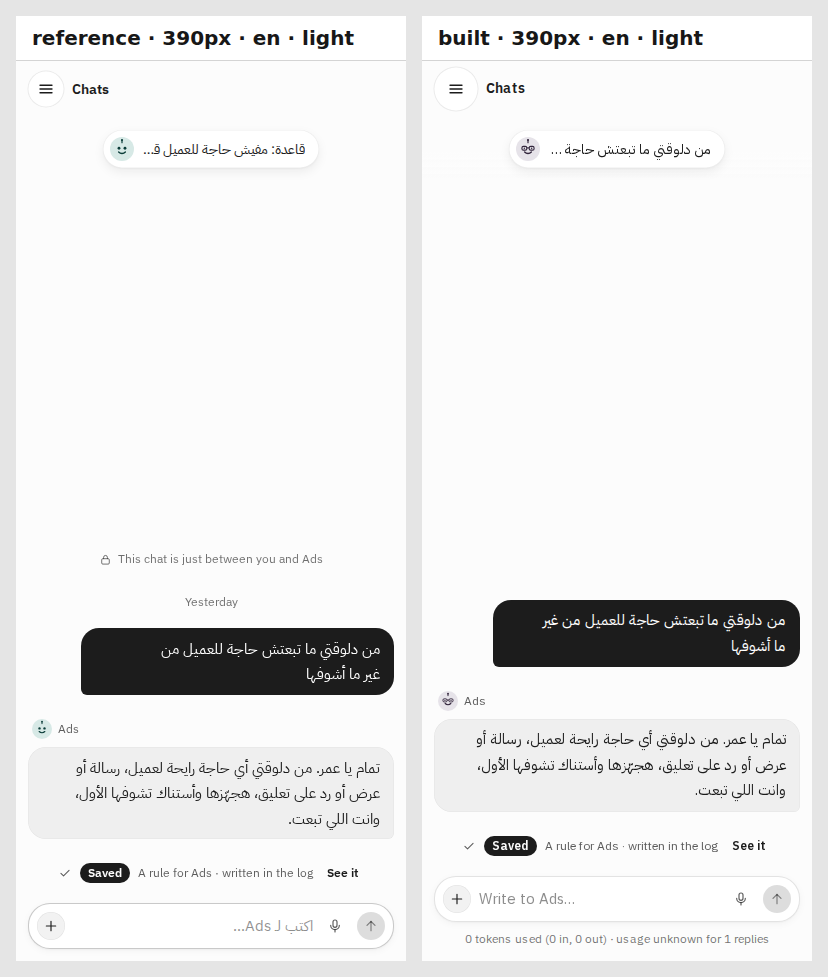 reference · 390px · en · light
Chats
قاعدة: مفيش حاجة للعميل ق...
This chat is just between you and Ads
Yesterday
من دلوقتي ما تبعتش حاجة للعميل من
غير ما أشوفها
Ads
تمام يا عمر. من دلوقتي أي حاجة رايحة لعميل، رسالة أو
عرض أو رد على تعليق، هجهّزها وأستناك تشوفها الأول،
وانت اللي تبعت.
Saved A rule for Ads · written in the log See it
اكتب لـ Ads...
built · 390px · en · light
Chats
من دلوقتي ما تبعتش حاجة ...
من دلوقتي ما تبعتش حاجة للعميل من غير
ما أشوفها
Ads
تمام يا عمر. من دلوقتي أي حاجة رايحة لعميل، رسالة أو
عرض أو رد على تعليق، هجهّزها وأستناك تشوفها الأول،
وانت اللي تبعت.
Saved A rule for Ads · written in the log See it
Write to Ads...
0 tokens used (0 in, 0 out) · usage unknown for 1 replies